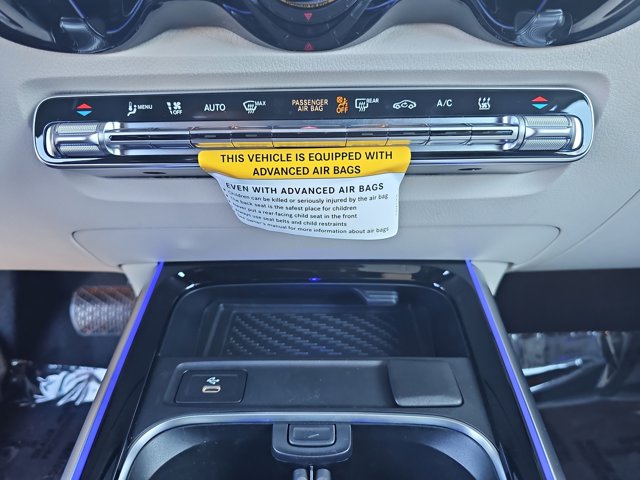 MENU OFF AUTO MAX PASSENGER AIR BAG OFF REAR A/C
THIS VEHICLE IS EQUIPPED WITH
ADVANCED AIR BAGS
EVEN WITH ADVANCED AIR BAGS
Children can be killed or seriously injured by the air bag
back seat is the safest place for children
put a rear-facing child seat in the front
use seat belts and child restraints
owner's manual for more information about air bags